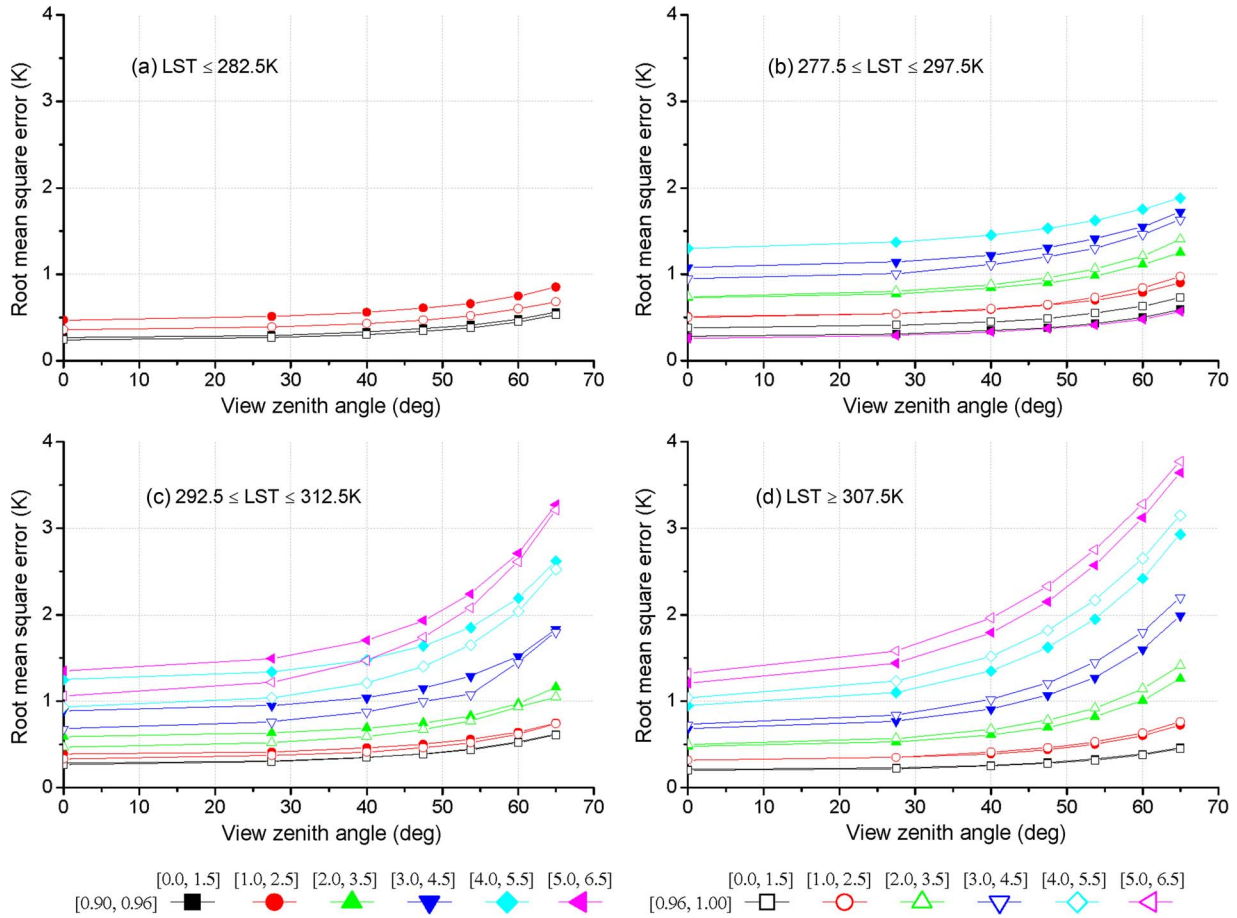 (a) LST ≤ 282.5K
Root mean square error (K)
4
3
2
1
0
0 10 20 30 40 50 60 70
View zenith angle (deg)
(b) 277.5 ≤ LST ≤ 297.5K
Root mean square error (K)
4
3
2
1
0
0 10 20 30 40 50 60 70
View zenith angle (deg)
(c) 292.5 ≤ LST ≤ 312.5K
Root mean square error (K)
4
3
2
1
0
0 10 20 30 40 50 60 70
View zenith angle (deg)
(d) LST ≥ 307.5K
Root mean square error (K)
4
3
2
1
0
0 10 20 30 40 50 60 70
View zenith angle (deg)
[0.0, 1.5] [1.0, 2.5] [2.0, 3.5] [3.0, 4.5] [4.0, 5.5] [5.0, 6.5]
[0.90, 0.96]
[0.0, 1.5] [1.0, 2.5] [2.0, 3.5] [3.0, 4.5] [4.0, 5.5] [5.0, 6.5]
[0.96, 1.00]